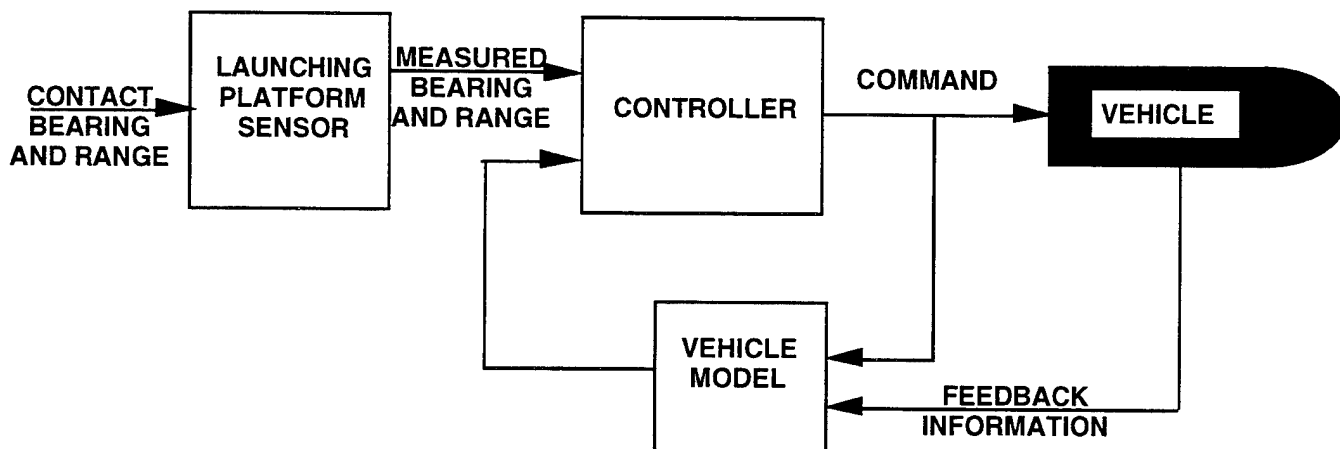 CONTACT
BEARING
AND RANGE
LAUNCHING
PLATFORM
SENSOR
MEASURED
BEARING
AND RANGE
CONTROLLER
COMMAND
VEHICLE
VEHICLE
MODEL
FEEDBACK
INFORMATION